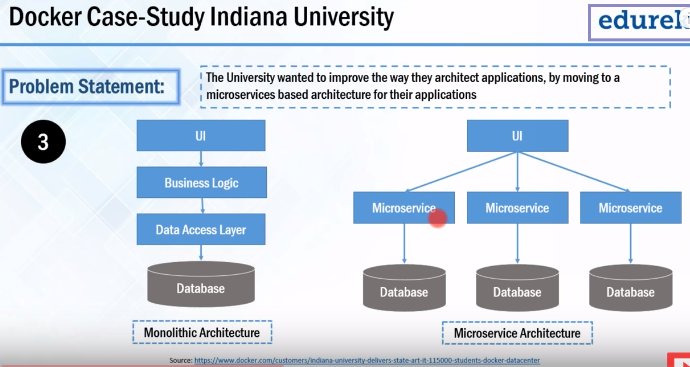 Docker Case-Study Indiana University
Problem Statement:
The University wanted to improve the way they architect applications, by moving to a
microservices based architecture for their applications
3
UI
Business Logic
Data Access Layer
Database
Monolithic Architecture
UI
Microservice
Microservice
Microservice
Database
Database
Database
Microservice Architecture
Source: https://www.docker.com/customers/indiana-university-delivers-state-art-it-115000-students-docker-datacenter